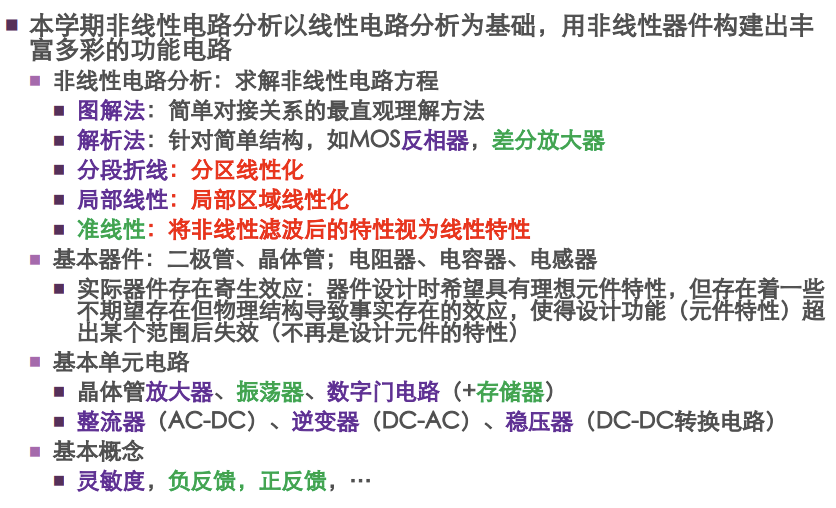 本学期非线性电路分析以线性电路分析为基础，用非线性器件构建出丰
富多彩的功能电路
非线性电路分析：求解非线性电路方程
图解法：简单对接关系的最直观理解方法
解析法：针对简单结构，如MOS反相器，差分放大器
分段折线：分区线性化
局部线性：局部区域线性化
准线性：将非线性滤波后的特性视为线性特性
基本器件：二极管、晶体管；电阻器、电容器、电感器
实际器件存在寄生效应：器件设计时希望具有理想元件特性，但存在着一些
不期望存在但物理结构导致事实存在的效应，使得设计功能（元件特性）超
出某个范围后失效（不再是设计元件的特性）
基本单元电路
晶体管放大器、振荡器、数字门电路（+存储器）
整流器（AC-DC）、逆变器（DC-AC）、稳压器（DC-DC转换电路）
基本概念
灵敏度，负反馈，正反馈，…